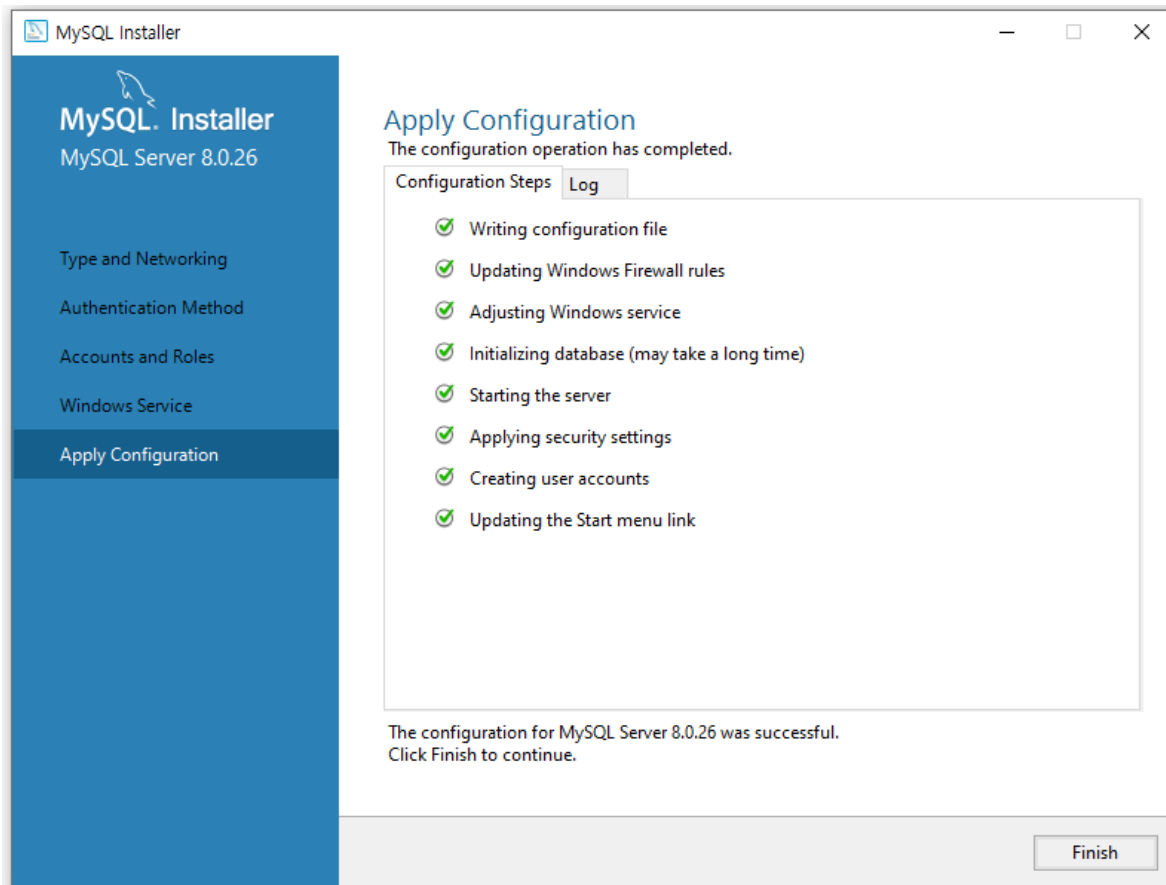 MySQL Installer
MySQL. Installer
MySQL Server 8.0.26
Type and Networking
Authentication Method
Accounts and Roles
Windows Service
Apply Configuration
Apply Configuration
The configuration operation has completed.
Configuration Steps Log
Writing configuration file
Updating Windows Firewall rules
Adjusting Windows service
Initializing database (may take a long time)
Starting the server
Applying security settings
Creating user accounts
Updating the Start menu link
The configuration for MySQL Server 8.0.26 was successful.
Click Finish to continue.
Finish